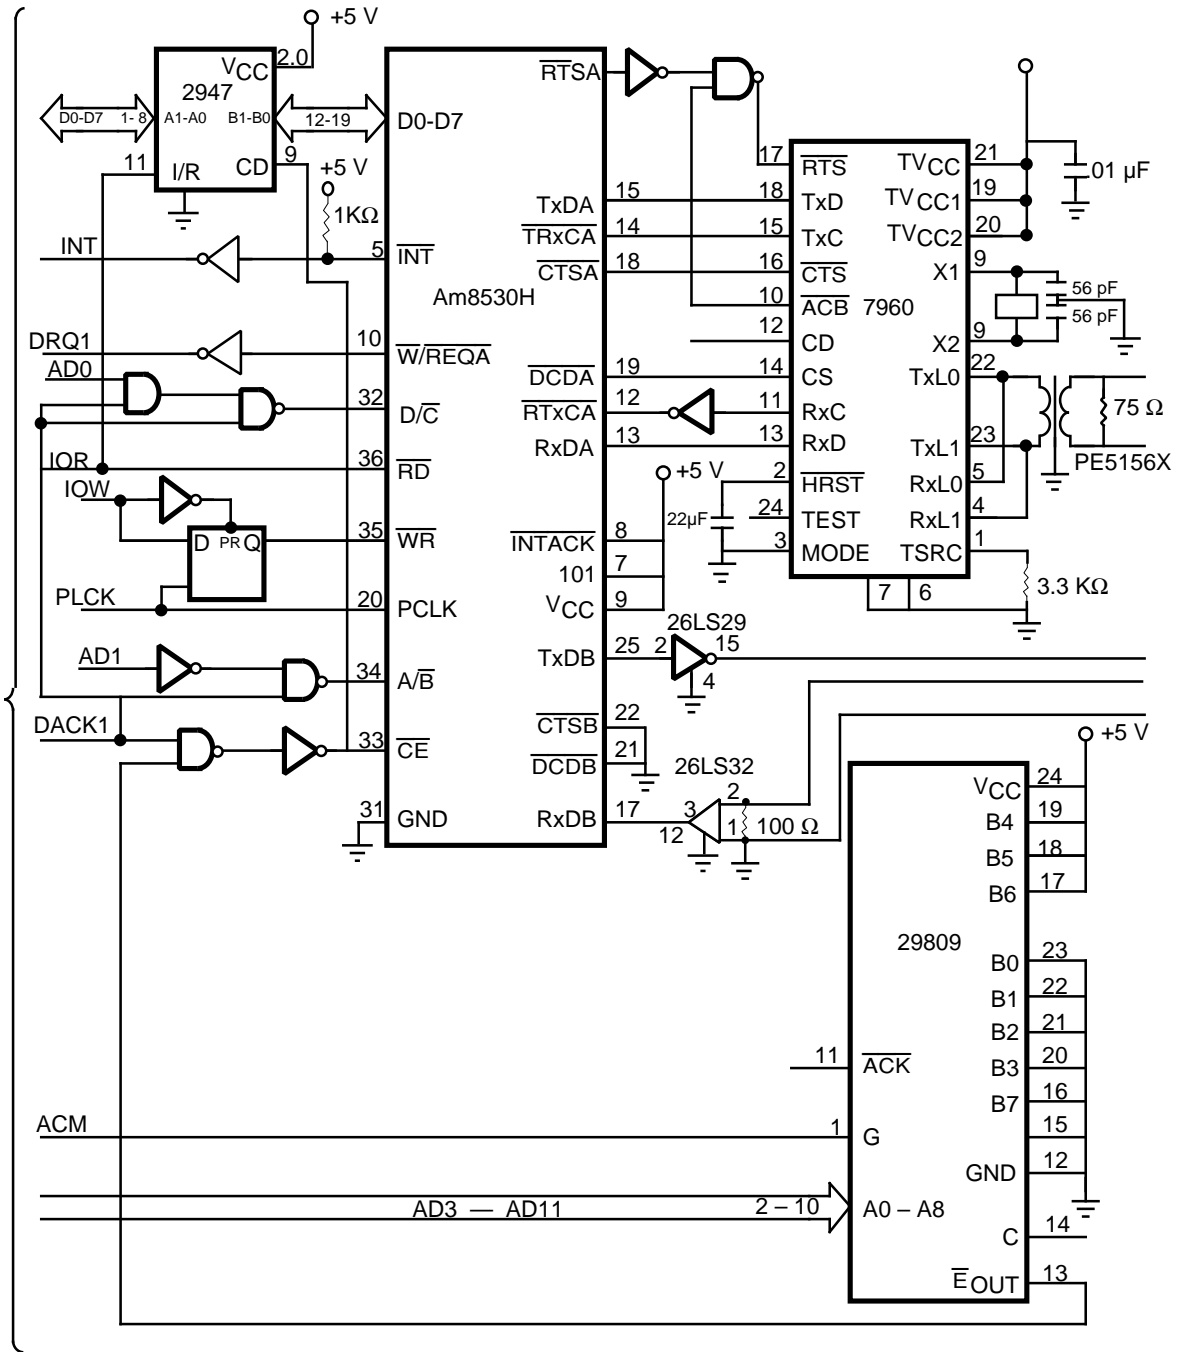 +5 V
VCC
2.0
2947
D0-D7 1-8
A1-A0
B1-B0
12-19
11
I/R
CD
9
+5 V
1KΩ
INT
5
DRQ1
10
AD0
32
IOR
36
IOW
D PR Q
35
PLCK
20
AD1
34
DACK1
33
31
D0-D7
INT
Am8530H
W/REQA
D/C
RD
WR
PCLK
A/B
CE
GND
RTSA
TxDA
15
TRxCA
14
CTSA
18
DCDA
19
RTxCA
12
RxDA
13
INTACK
8
101
7
VCC
9
TxDB
25
CTSB
22
DCDB
21
RxDB
17
+5 V
22µF
26LS29
2
15
4
26LS32
2
3
1
12
100 Ω
17
RTS
18
TxD
15
TxC
16
CTS
10
ACB
7960
12
CD
14
CS
11
RxC
13
RxD
2
HRST
24
TEST
3
MODE
TVCC
21
TVCC1
19
TVCC2
20
X1
9
X2
9
TxL0
22
TxL1
23
RxL0
5
RxL1
4
TSRC
1
7
6
.01 µF
56 pF
56 pF
75 Ω
PE5156X
3.3 KΩ
+5 V
VCC
24
B4
19
B5
18
B6
17
29809
B0
23
B1
22
B2
21
B3
20
B7
16
15
GND
12
C
14
EOUT
13
11
ACK
ACM
1
G
AD3 — AD11
2 – 10
A0 – A8